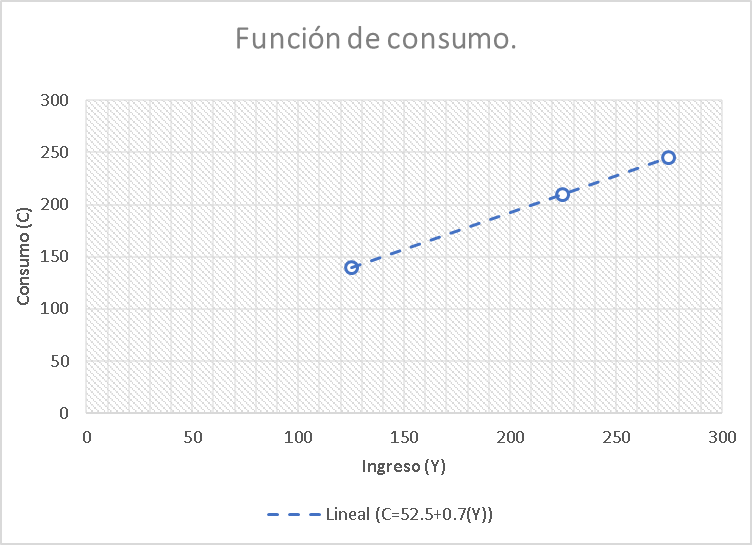 Función de consumo.
300
250
200
150
100
50
0
Consumo (C)
0 50 100 150 200 250 300
Ingreso (Y)
Lineal (C=52.5+0.7(Y))